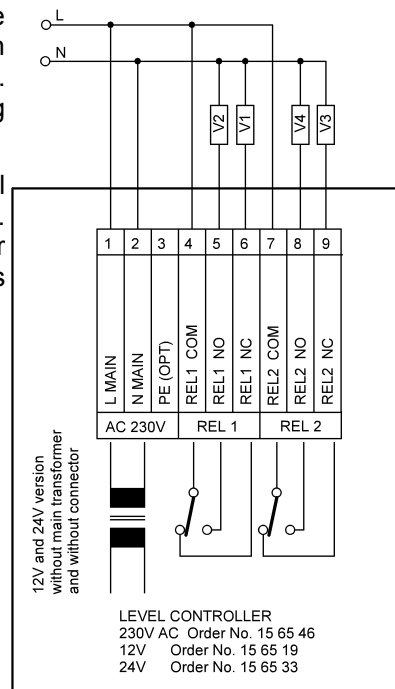 L
N
V2 V1 V4 V3
1 2 3 4 5 6 7 8 9
L MAIN
N MAIN
PE (OPT)
REL1 COM
REL1 NO
REL1 NC
REL2 COM
REL2 NO
REL2 NC
AC 230V REL 1 REL 2
12V and 24V version
without main transformer
and without connector
LEVEL CONTROLLER
230V AC Order No. 15 65 46
12V Order No. 15 65 19
24V Order No. 15 65 33